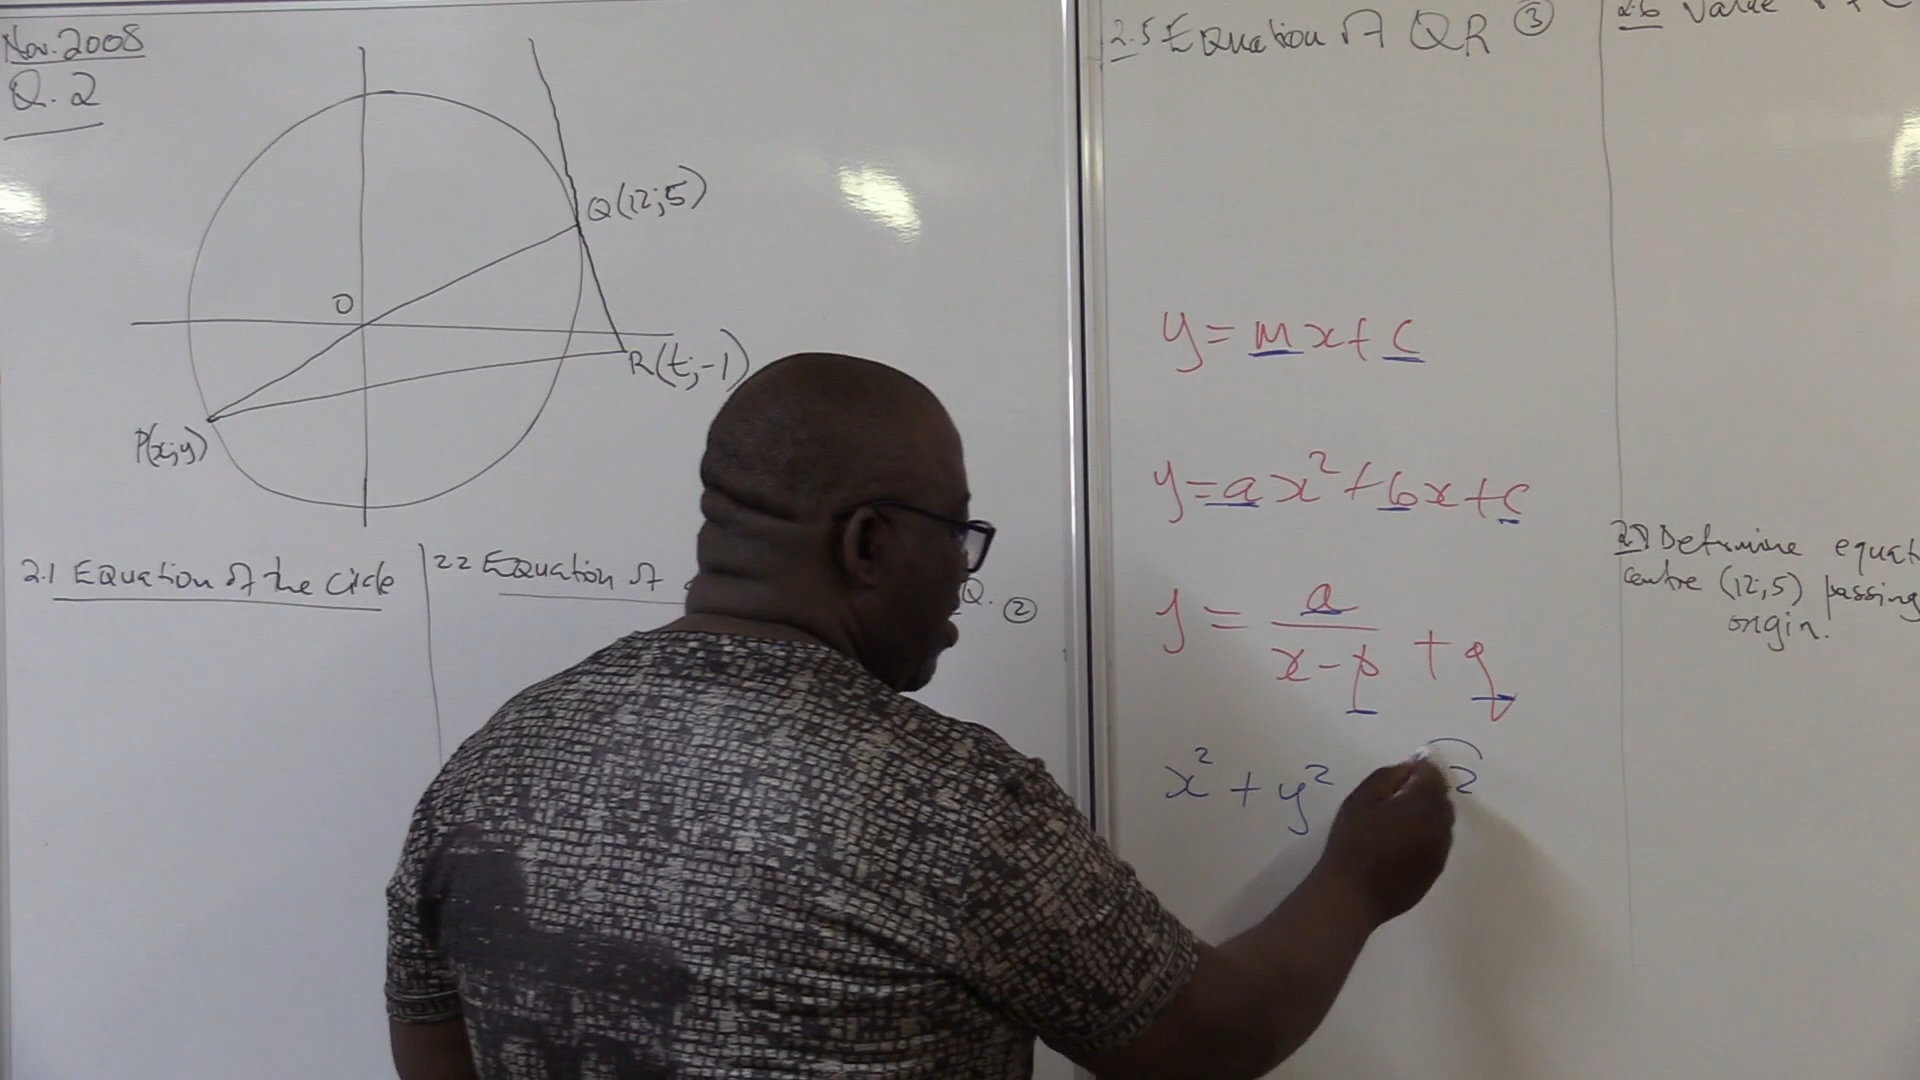 Nov. 2008
Q. 2
Q(12;5)
O
R(t;-1)
P(x;y)
2.1 Equation of the circle
2.2 Equation of
Q. ②
2.5 Equation of QR ③
y = mx + c
y = ax² + bx + c
y = a/(x - p) + q
x² + y² 2
2.6 Value
2.7 Determine equat
centre (12;5) passing
origin.